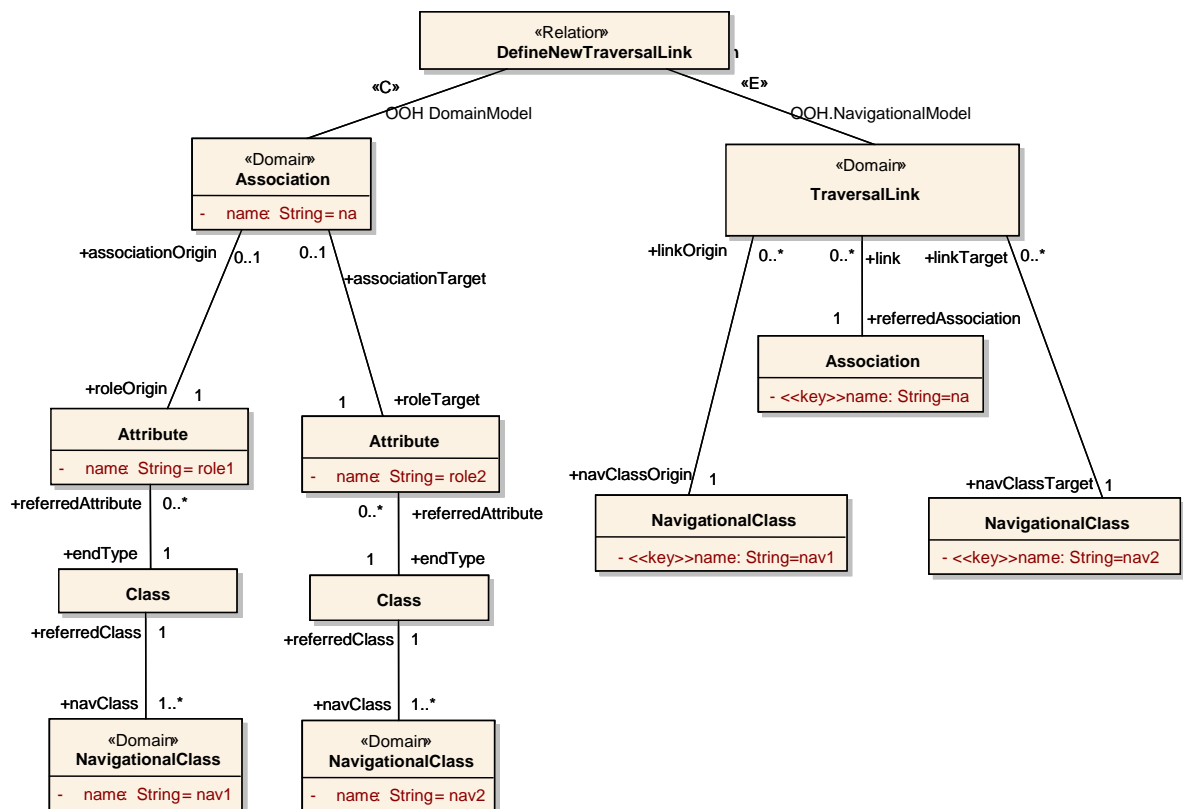 «Relation»
DefineNewTraversalLink
«C»
«E»
OOH DomainModel
OOH.NavigationalModel
«Domain»
Association
- name: String= na
«Domain»
TraversalLink
+associationOrigin
0..1
0..1
+associationTarget
+linkOrigin
0..*
0..*
+link
+linkTarget
0..*
1
+referredAssociation
Association
- <<key>>name: String=na
+roleOrigin
1
1
+roleTarget
Attribute
- name: String= role1
Attribute
- name: String= role2
+navClassOrigin
1
+navClassTarget
1
NavigationalClass
- <<key>>name: String=nav1
NavigationalClass
- <<key>>name: String=nav2
+referredAttribute
0..*
0..*
+referredAttribute
+endType
1
1
+endType
Class
Class
+referredClass
1
+referredClass
1
+navClass
1..*
+navClass
1..*
«Domain»
NavigationalClass
- name: String= nav1
«Domain»
NavigationalClass
- name: String= nav2